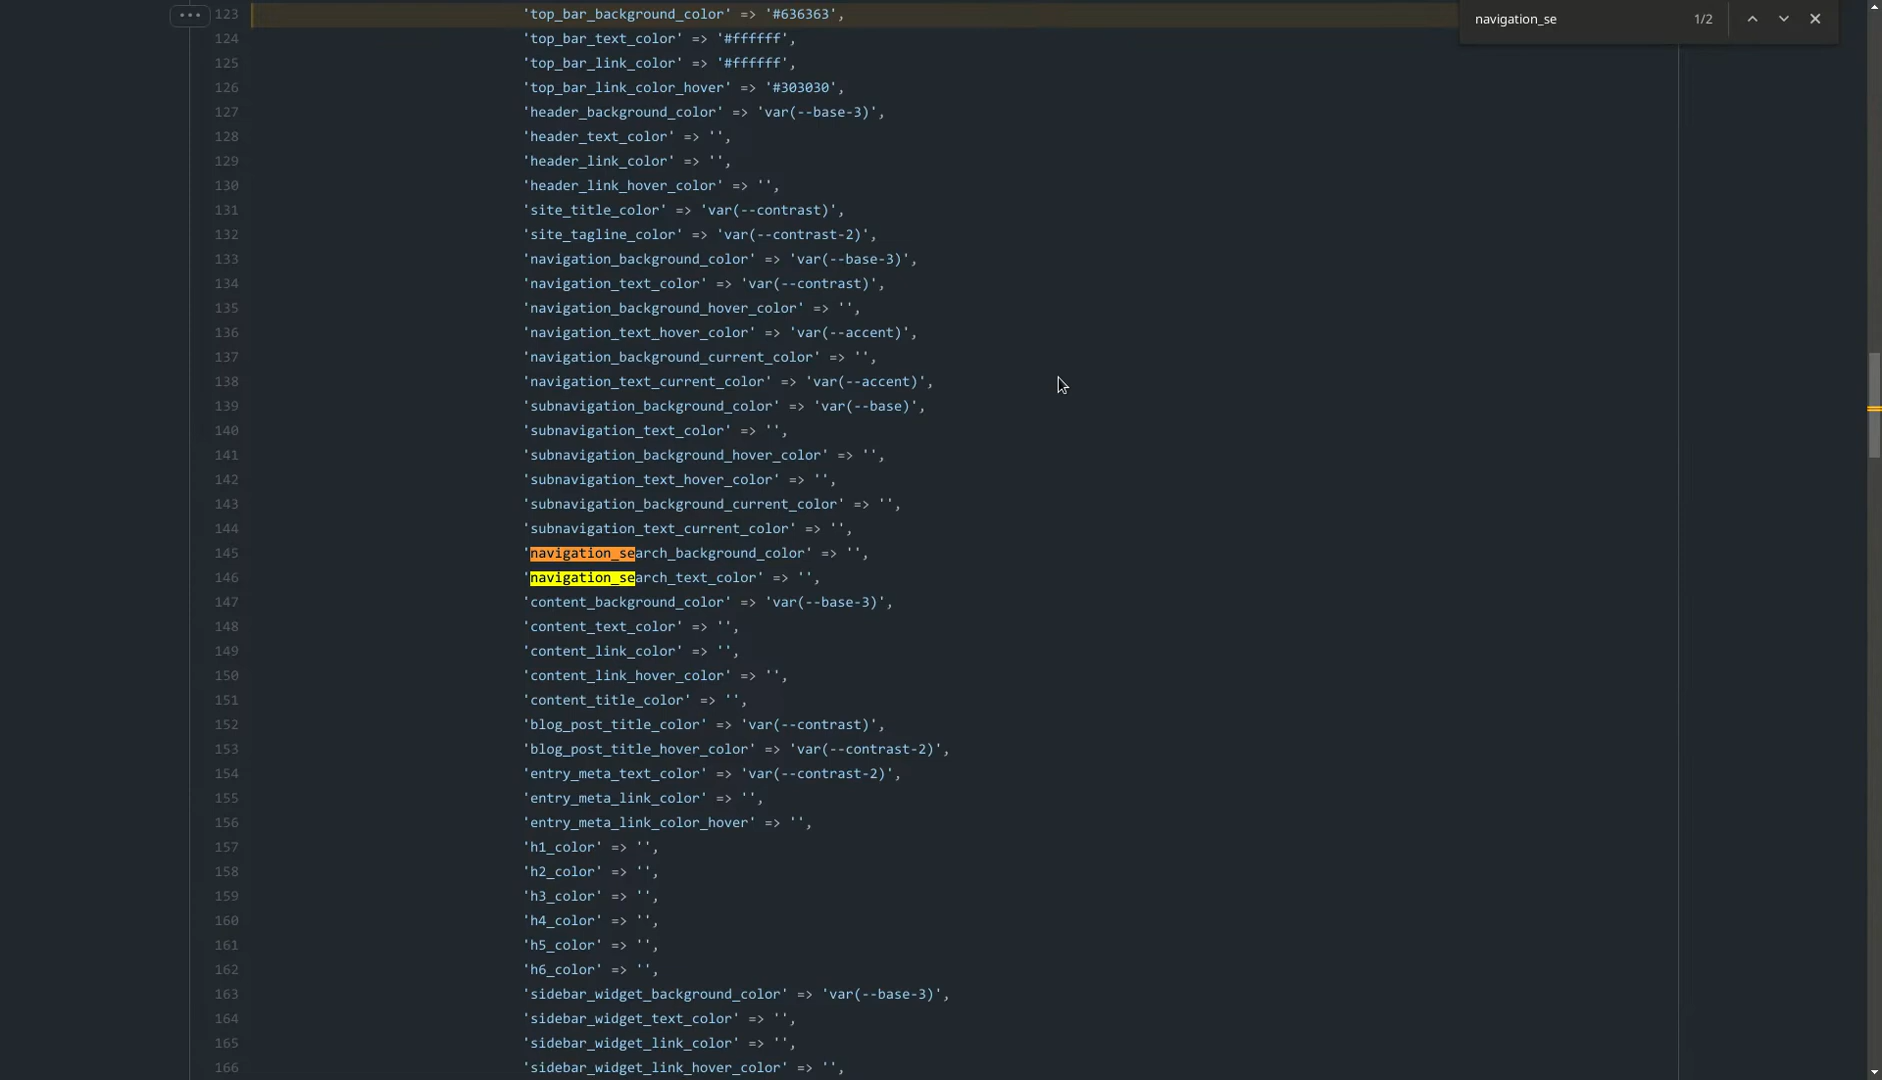 navigation_se 1/2
123 'top_bar_background_color' => '#636363',
124 'top_bar_text_color' => '#ffffff',
125 'top_bar_link_color' => '#ffffff',
126 'top_bar_link_color_hover' => '#303030',
127 'header_background_color' => 'var(--base-3)',
128 'header_text_color' => '',
129 'header_link_color' => '',
130 'header_link_hover_color' => '',
131 'site_title_color' => 'var(--contrast)',
132 'site_tagline_color' => 'var(--contrast-2)',
133 'navigation_background_color' => 'var(--base-3)',
134 'navigation_text_color' => 'var(--contrast)',
135 'navigation_background_hover_color' => '',
136 'navigation_text_hover_color' => 'var(--accent)',
137 'navigation_background_current_color' => '',
138 'navigation_text_current_color' => 'var(--accent)',
139 'subnavigation_background_color' => 'var(--base)',
140 'subnavigation_text_color' => '',
141 'subnavigation_background_hover_color' => '',
142 'subnavigation_text_hover_color' => '',
143 'subnavigation_background_current_color' => '',
144 'subnavigation_text_current_color' => '',
145 'navigation_search_background_color' => '',
146 'navigation_search_text_color' => '',
147 'content_background_color' => 'var(--base-3)',
148 'content_text_color' => '',
149 'content_link_color' => '',
150 'content_link_hover_color' => '',
151 'content_title_color' => '',
152 'blog_post_title_color' => 'var(--contrast)',
153 'blog_post_title_hover_color' => 'var(--contrast-2)',
154 'entry_meta_text_color' => 'var(--contrast-2)',
155 'entry_meta_link_color' => '',
156 'entry_meta_link_color_hover' => '',
157 'h1_color' => '',
158 'h2_color' => '',
159 'h3_color' => '',
160 'h4_color' => '',
161 'h5_color' => '',
162 'h6_color' => '',
163 'sidebar_widget_background_color' => 'var(--base-3)',
164 'sidebar_widget_text_color' => '',
165 'sidebar_widget_link_color' => '',
166 'sidebar_widget_link_hover_color' => '',